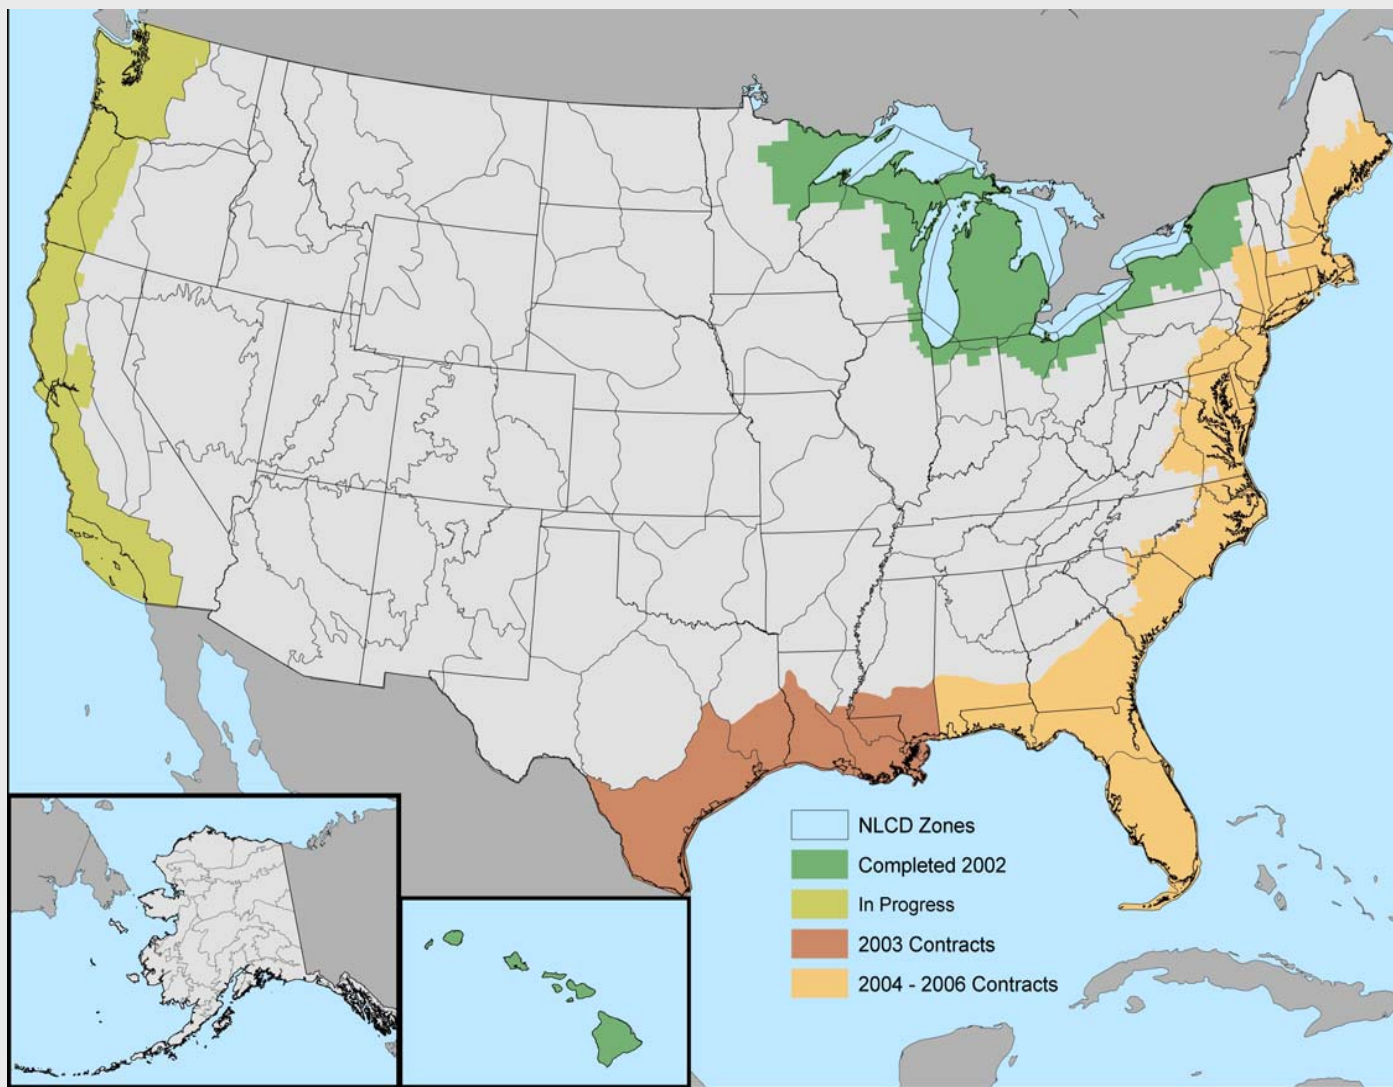 NLCD Zones
Completed 2002
In Progress
2003 Contracts
2004 - 2006 Contracts